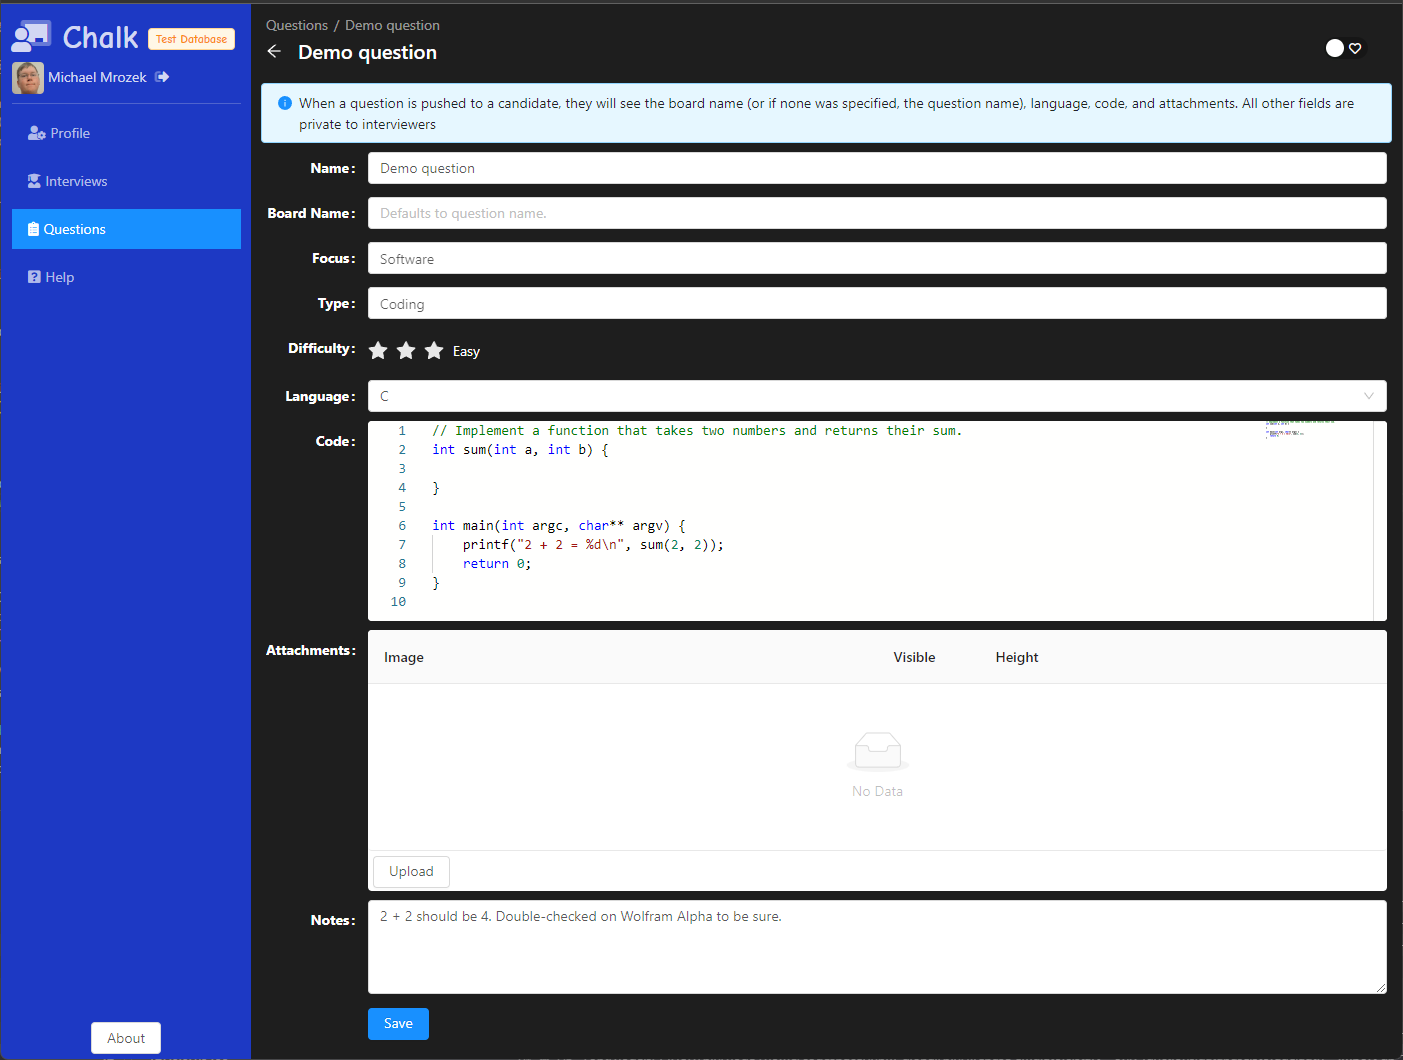 Chalk
Test Database
Michael Mrozek
Profile
Interviews
Questions
Help
About
Questions / Demo question
Demo question
When a question is pushed to a candidate, they will see the board name (or if none was specified, the question name), language, code, and attachments. All other fields are
private to interviewers
Name: Demo question
Board Name: Defaults to question name.
Focus: Software
Type: Coding
Difficulty: Easy
Language: C
Code:
1 // Implement a function that takes two numbers and returns their sum.
2 int sum(int a, int b) {
3
4 }
5
6 int main(int argc, char** argv) {
7     printf("2 + 2 = %d\n", sum(2, 2));
8     return 0;
9 }
10
Attachments:
Image Visible Height
No Data
Upload
Notes: 2 + 2 should be 4. Double-checked on Wolfram Alpha to be sure.
Save